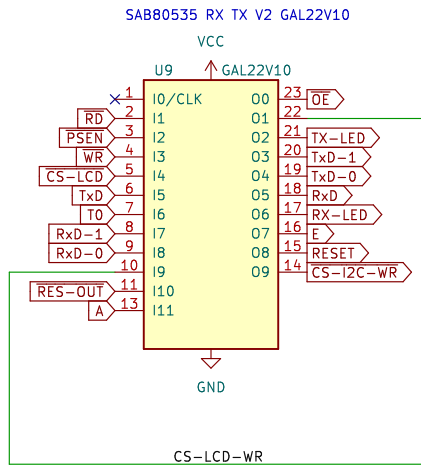 SAB80535 RX TX V2 GAL22V10
VCC
U9 GAL22V10
1 I0/CLK O0 23 OE
RD 2 I1 O1 22
PSEN 3 I2 O2 21 TX-LED
WR 4 I3 O3 20 TxD-1
CS-LCD 5 I4 O4 19 TxD-0
TxD 6 I5 O5 18 RxD
T0 7 I6 O6 17 RX-LED
RxD-1 8 I7 O7 16 E
RxD-0 9 I8 O8 15 RESET
10 I9 O9 14 CS-I2C-WR
RES-OUT 11 I10
A 13 I11
GND
CS-LCD-WR